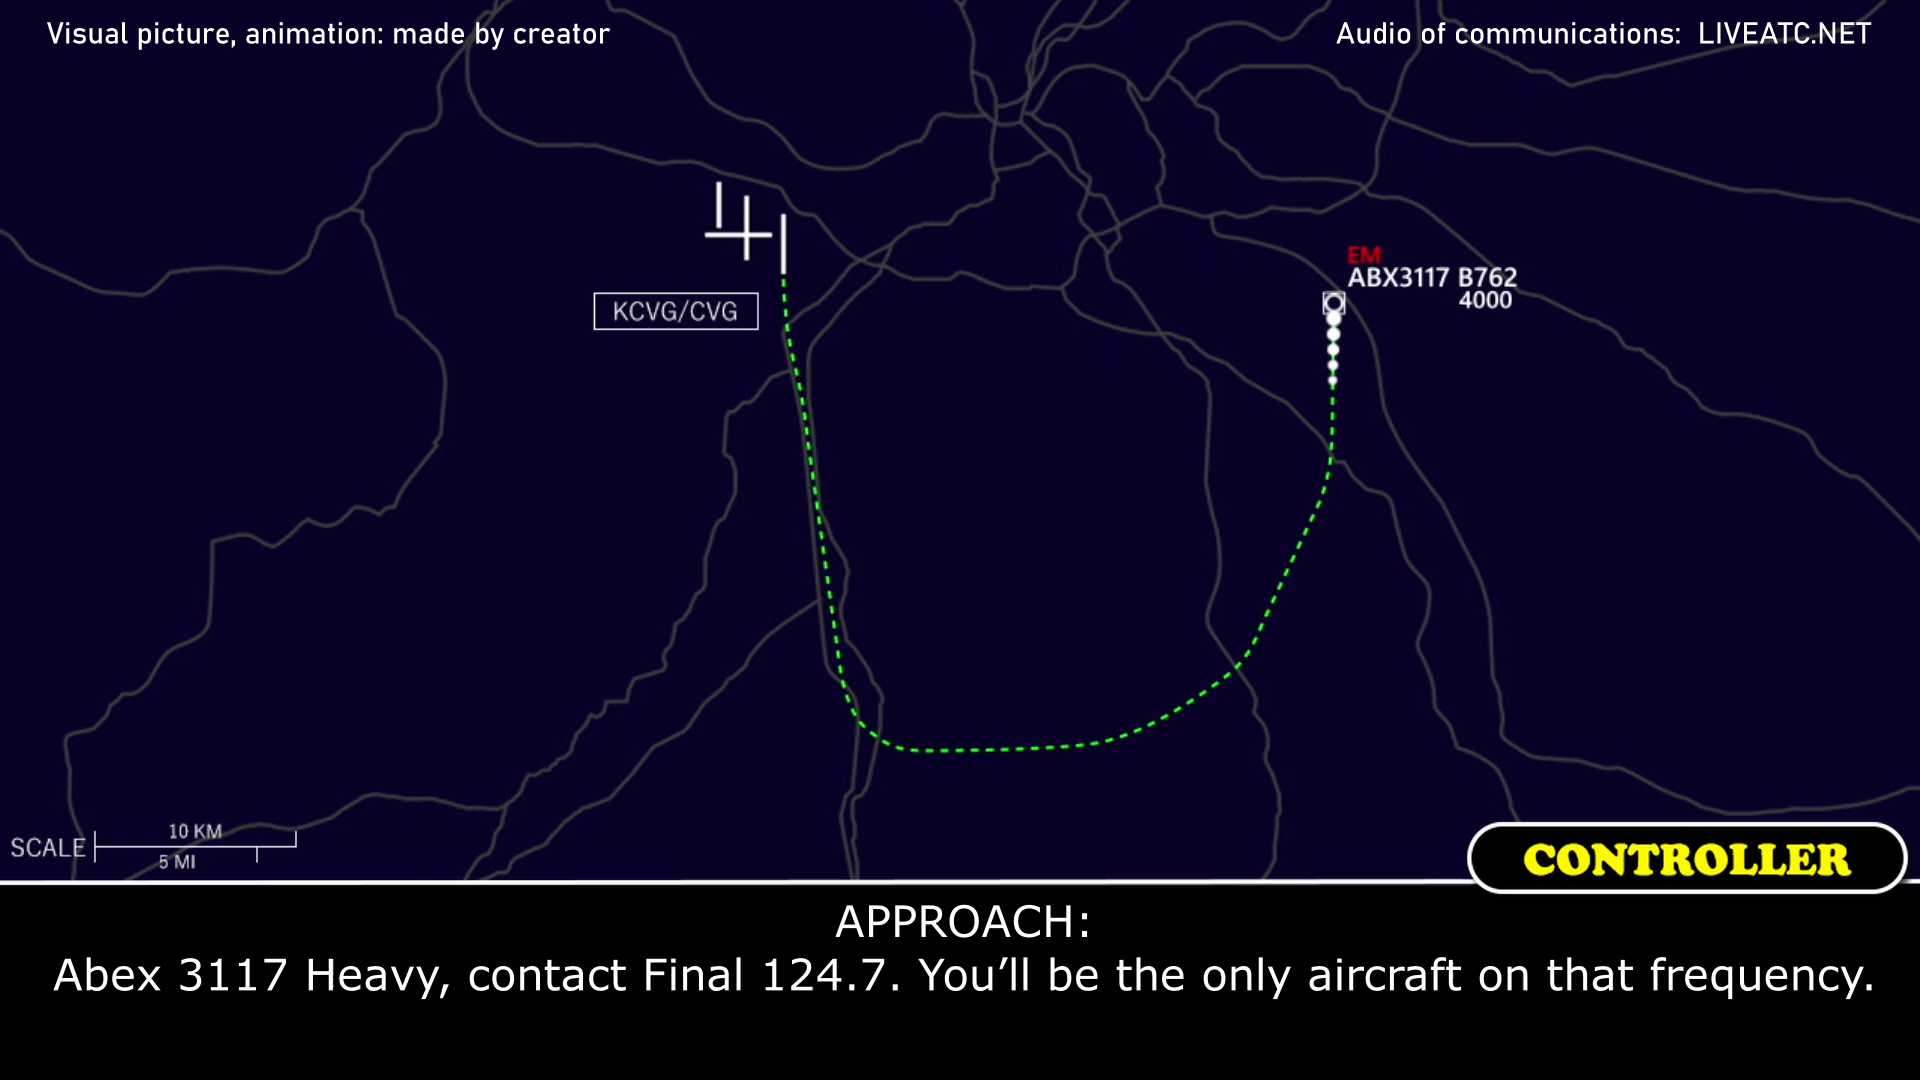 Visual picture, animation: made by creator
Audio of communications: LIVEATC.NET
EM
ABX3117 B762
4000
KCVG/CVG
SCALE
10 KM
5 MI
CONTROLLER
APPROACH:
Abex 3117 Heavy, contact Final 124.7. You’ll be the only aircraft on that frequency.